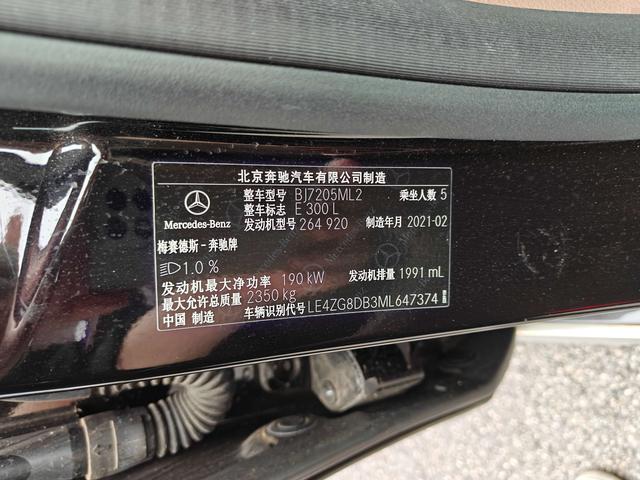 北京奔驰汽车有限公司制造
Mercedes-Benz
整车型号 BJ7205ML2 乘坐人数 5
整车标志 E 300 L
发动机型号 264 920 制造年月 2021-02
梅赛德斯-奔驰牌
1.0 %
发动机最大净功率 190 kW 发动机排量 1991 mL
最大允许总质量 2350 kg
中国 制造 车辆识别代号 LE4ZG8DB3ML647374